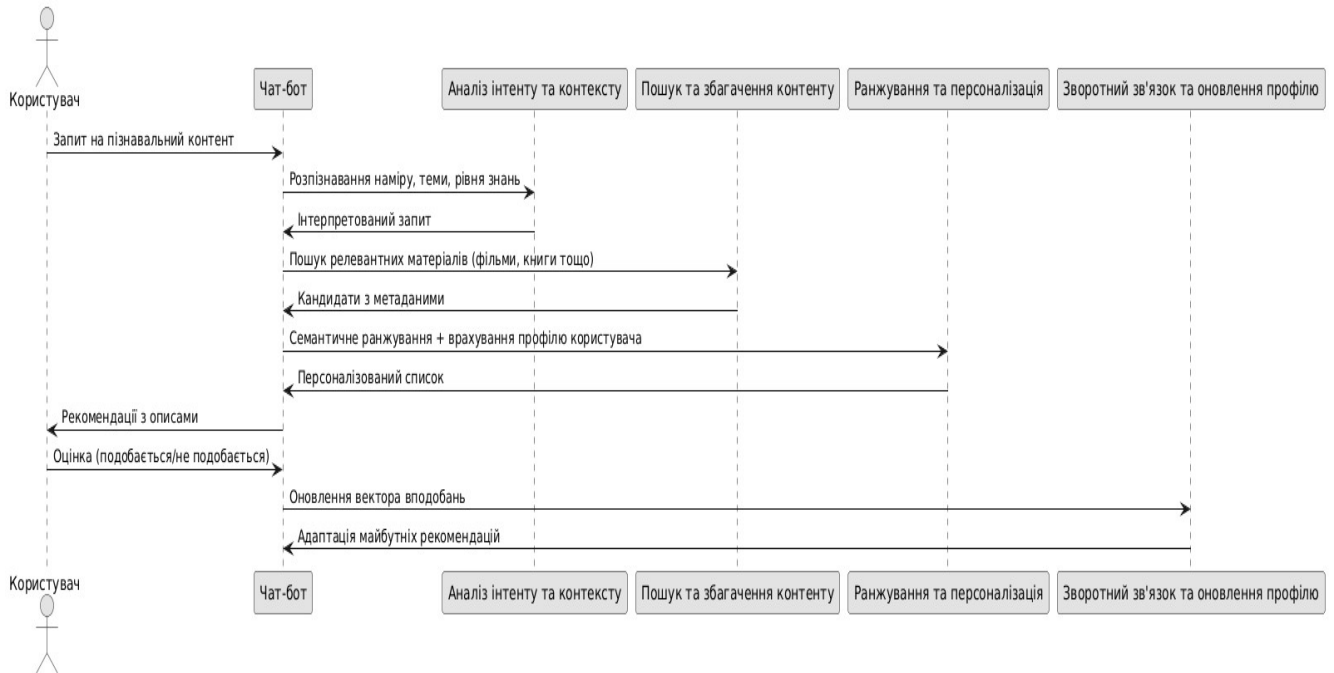 Користувач
Чат-бот
Аналіз інтенту та контексту
Пошук та збагачення контенту
Ранжування та персоналізація
Зворотний зв'язок та оновлення профілю
Запит на пізнавальний контент
Розпізнавання наміру, теми, рівня знань
Інтерпретований запит
Пошук релевантних матеріалів (фільми, книги тощо)
Кандидати з метаданими
Семантичне ранжування + врахування профілю користувача
Персоналізований список
Рекомендації з описами
Оцінка (подобається/не подобається)
Оновлення вектора вподобань
Адаптація майбутніх рекомендацій
Користувач
Чат-бот
Аналіз інтенту та контексту
Пошук та збагачення контенту
Ранжування та персоналізація
Зворотний зв'язок та оновлення профілю